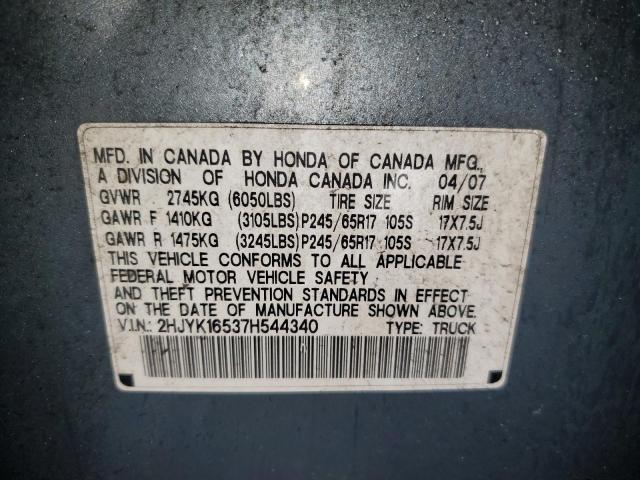 MFD. IN CANADA BY HONDA OF CANADA MFG.,
A DIVISION OF HONDA CANADA INC. 04/07
GVWR 2745KG (6050LBS) TIRE SIZE RIM SIZE
GAWR F 1410KG (3105LBS) P245/65R17 105S 17X7.5J
GAWR R 1475KG (3245LBS) P245/65R17 105S 17X7.5J
THIS VEHICLE CONFORMS TO ALL APPLICABLE
FEDERAL MOTOR VEHICLE SAFETY
AND THEFT PREVENTION STANDARDS IN EFFECT
ON THE DATE OF MANUFACTURE SHOWN ABOVE.
V.I.N.: 2HJYK16537H544340 TYPE: TRUCK